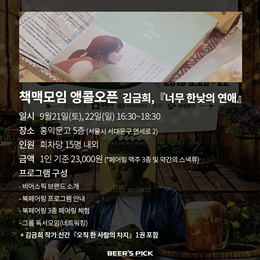 책맥모임 앵콜오픈 김금희,『너무 한낮의 연애』
일시 9월21일(토), 22일(일) 16:30~18:30
장소 홍익문고 5층 (서울시 서대문구 연세로 2)
인원 회차당 15명 내외
금액 1인 기준 23,000원 (*페어링 맥주 3종 및 약간의 스낵류)
프로그램 구성
- 비어스픽 브랜드 소개
- 북페어링 프로그램 안내
- 북페어링 3종 페어링 체험
- 그룹 독서모임(네트워킹)
+ 김금희 작가 신간『오직 한 사람의 차지』 1권 포함
BEER'S PICK